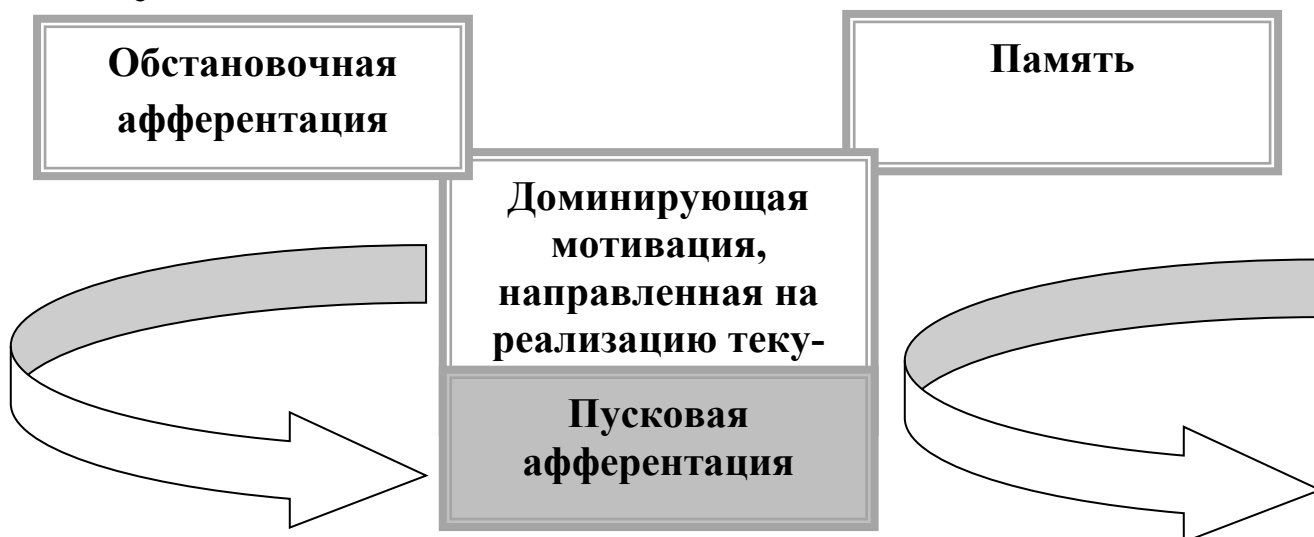 Обстановочная
афферентация
Память
Доминирующая
мотивация,
направленная на
реализацию теку-
Пусковая
афферентация